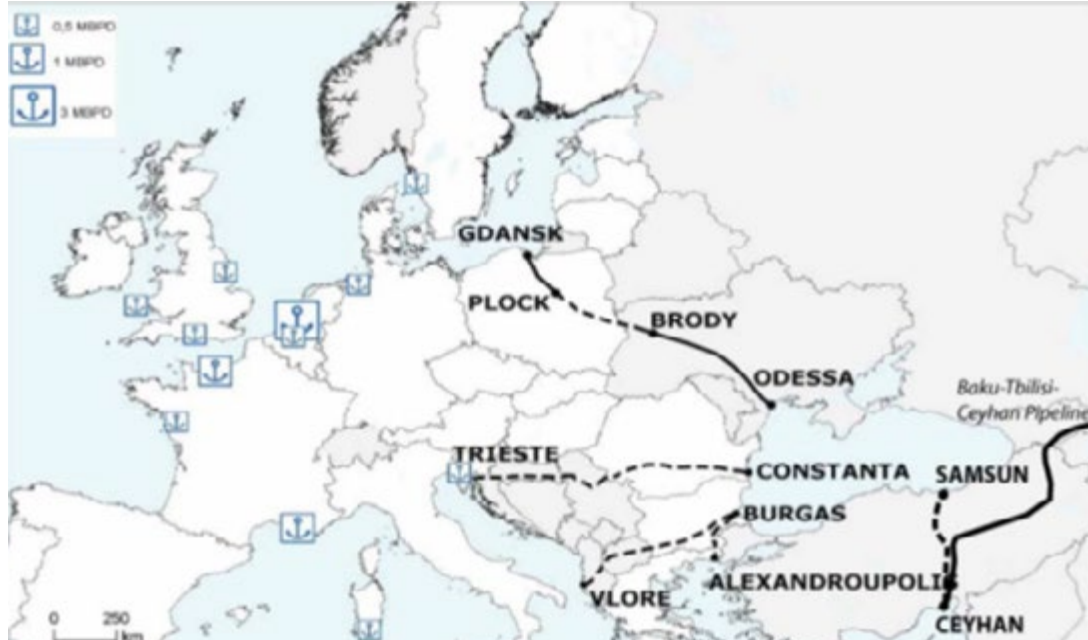 0,5 MBPD
1 MBPD
3 MBPD
GDANSK
PLOCK
BRODY
ODESSA
Baku-Tbilisi-
Ceyhan Pipeline
TRIESTE
CONSTANTA
SAMSUN
BURGAS
ALEXANDROUPOLIS
VLORE
CEYHAN
0 250
km